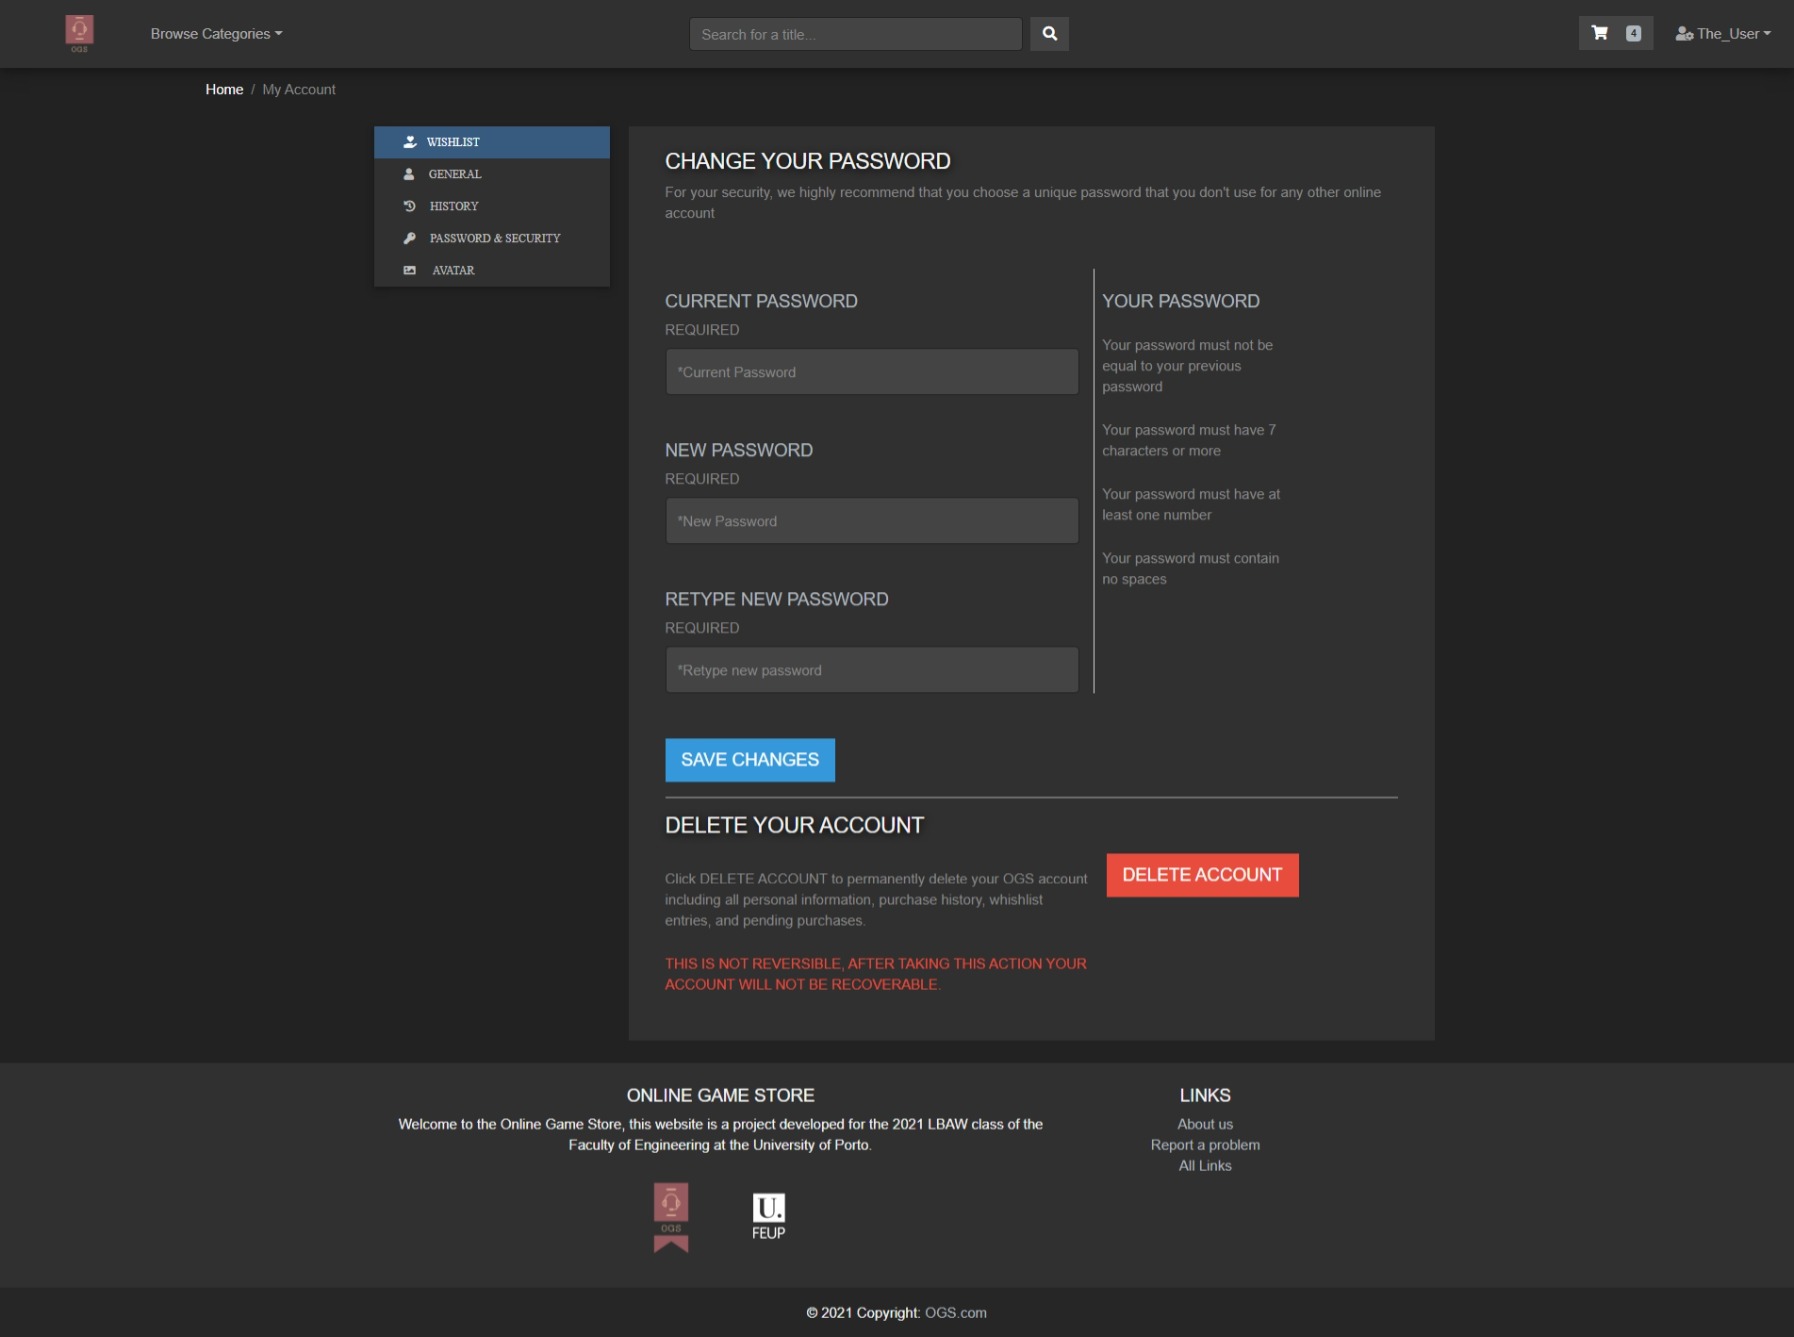 OGS
Browse Categories
Search for a title...
4
The_User
Home / My Account
WISHLIST
GENERAL
HISTORY
PASSWORD & SECURITY
AVATAR
CHANGE YOUR PASSWORD
For your security, we highly recommend that you choose a unique password that you don't use for any other online
account
CURRENT PASSWORD
REQUIRED
*Current Password
NEW PASSWORD
REQUIRED
*New Password
RETYPE NEW PASSWORD
REQUIRED
*Retype new password
YOUR PASSWORD
Your password must not be
equal to your previous
password
Your password must have 7
characters or more
Your password must have at
least one number
Your password must contain
no spaces
SAVE CHANGES
DELETE YOUR ACCOUNT
Click DELETE ACCOUNT to permanently delete your OGS account
including all personal information, purchase history, whishlist
entries, and pending purchases.
THIS IS NOT REVERSIBLE, AFTER TAKING THIS ACTION YOUR
ACCOUNT WILL NOT BE RECOVERABLE.
DELETE ACCOUNT
ONLINE GAME STORE
Welcome to the Online Game Store, this website is a project developed for the 2021 LBAW class of the
Faculty of Engineering at the University of Porto.
OGS
U.
FEUP
LINKS
About us
Report a problem
All Links
© 2021 Copyright: OGS.com